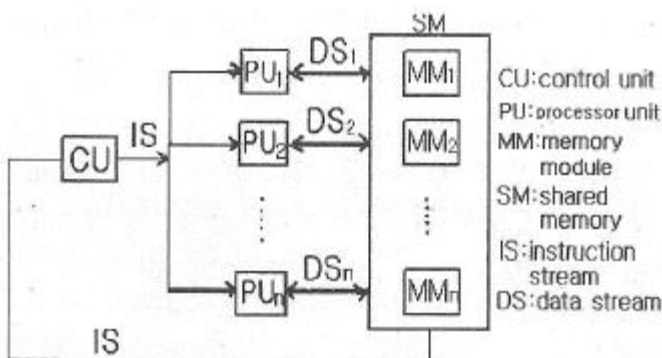 SM
PU₁
DS₁
MM₁
CU
IS
PU₂
DS₂
MM₂
PUn
DSn
MMn
IS
CU:control unit
PU:processor unit
MM:memory
module
SM:shared
memory
IS:instruction
stream
DS:data stream